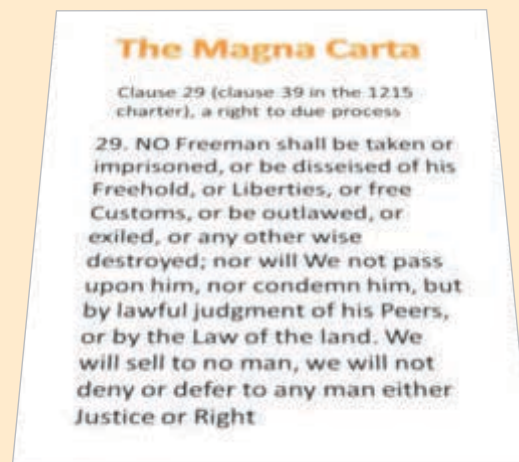 The Magna Carta
Clause 29 (clause 39 in the 1215
charter), a right to due process
29. NO Freeman shall be taken or
imprisoned, or be disseised of his
Freehold, or Liberties, or free
Customs, or be outlawed, or
exiled, or any other wise
destroyed; nor will We not pass
upon him, nor condemn him, but
by lawful judgment of his Peers,
or by the Law of the land. We
will sell to no man, we will not
deny or defer to any man either
Justice or Right